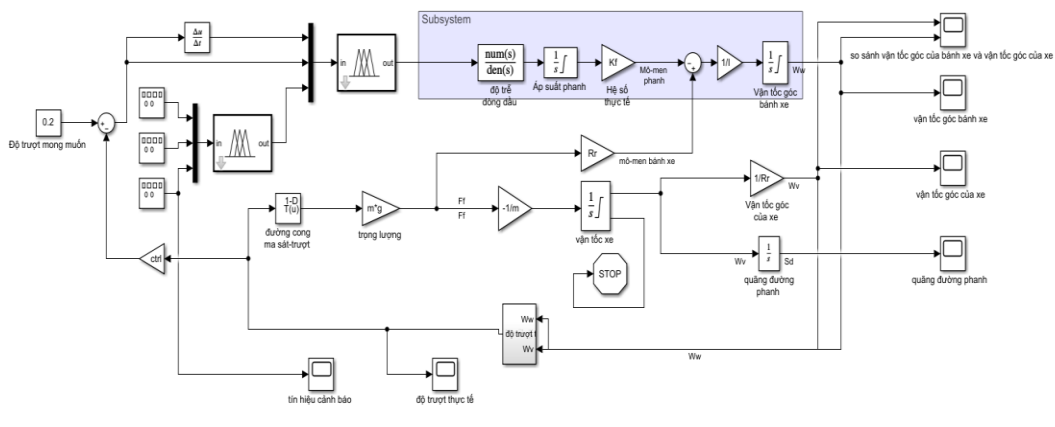 Subsystem
Δu
Δt
in
out
num(s)
den(s)
độ trễ
dòng dầu
1
s
Áp suất phanh
Kf
Hệ số
thực tế
Mô-men
phanh
1/I
1
s
Ww
Vận tốc góc
bánh xe
so sánh vận tốc góc của bánh xe và vận tốc góc của xe
vận tốc góc bánh xe
0.2
Độ trượt mong muốn
0 0
0 0
0 0
in
out
Rr
mô-men bánh xe
1/Rr
Wv
Vận tốc góc
của xe
vận tốc góc của xe
1-D
T(u)
đường cong
ma sát-trượt
m*g
trọng lượng
Ff
Ff
-1/m
1
s
vận tốc xe
ctrl
STOP
Wv
1
s
Sd
quãng đường
phanh
quãng đường phanh
Ww
độ trượt t
Wv
Ww
tín hiệu cảnh báo
độ trượt thực tế